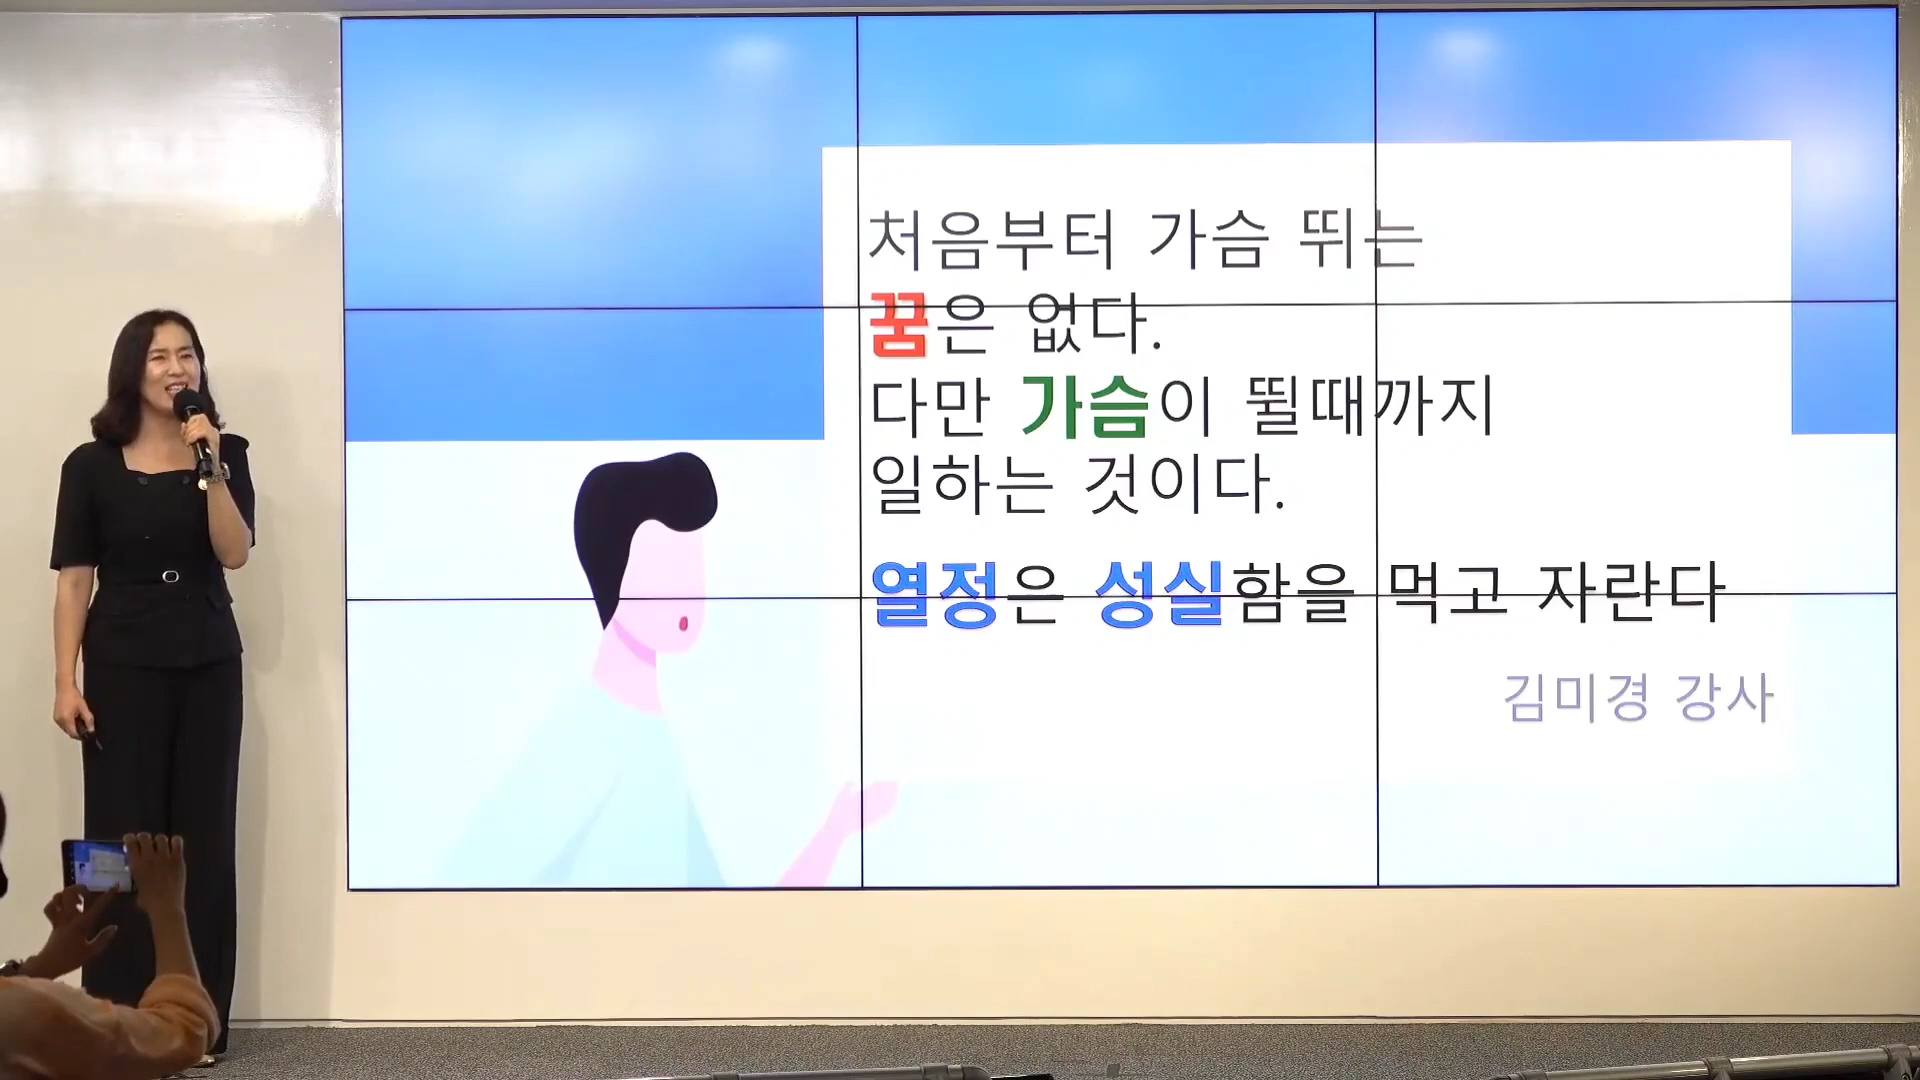 처음부터 가슴 뛰는
꿈은 없다.
다만 가슴이 뛸때까지
일하는 것이다.
열정은 성실함을 먹고 자란다
김미경 강사